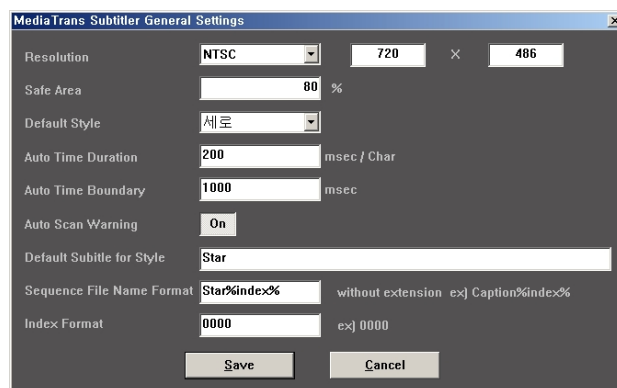 MediaTrans Subtitler General Settings
Resolution NTSC 720 X 486
Safe Area 80 %
Default Style 세로
Auto Time Duration 200 msec / Char
Auto Time Boundary 1000 msec
Auto Scan Warning On
Default Subitle for Style Star
Sequence File Name Format Star%index% without extension ex) Caption%index%
Index Format 0000 ex) 0000
Save Cancel